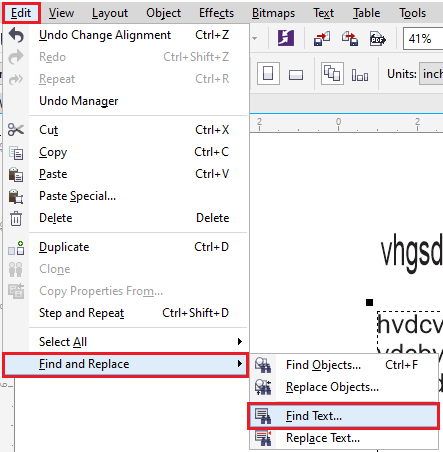 Edit View Layout Object Effects Bitmaps Text Table Tools
Undo Change Alignment Ctrl+Z
41%
Redo Ctrl+Shift+Z
Repeat Ctrl+R
Units: inch
Undo Manager
Cut Ctrl+X
2 0 2
Copy Ctrl+C
Paste Ctrl+V
Paste Special...
Delete Delete
Duplicate Ctrl+D
vhgsd
Clone
Copy Properties From...
Step and Repeat Ctrl+Shift+D
hvdcv
Select All
Find and Replace
Find Objects... Ctrl+F
Replace Objects...
Find Text...
Replace Text...